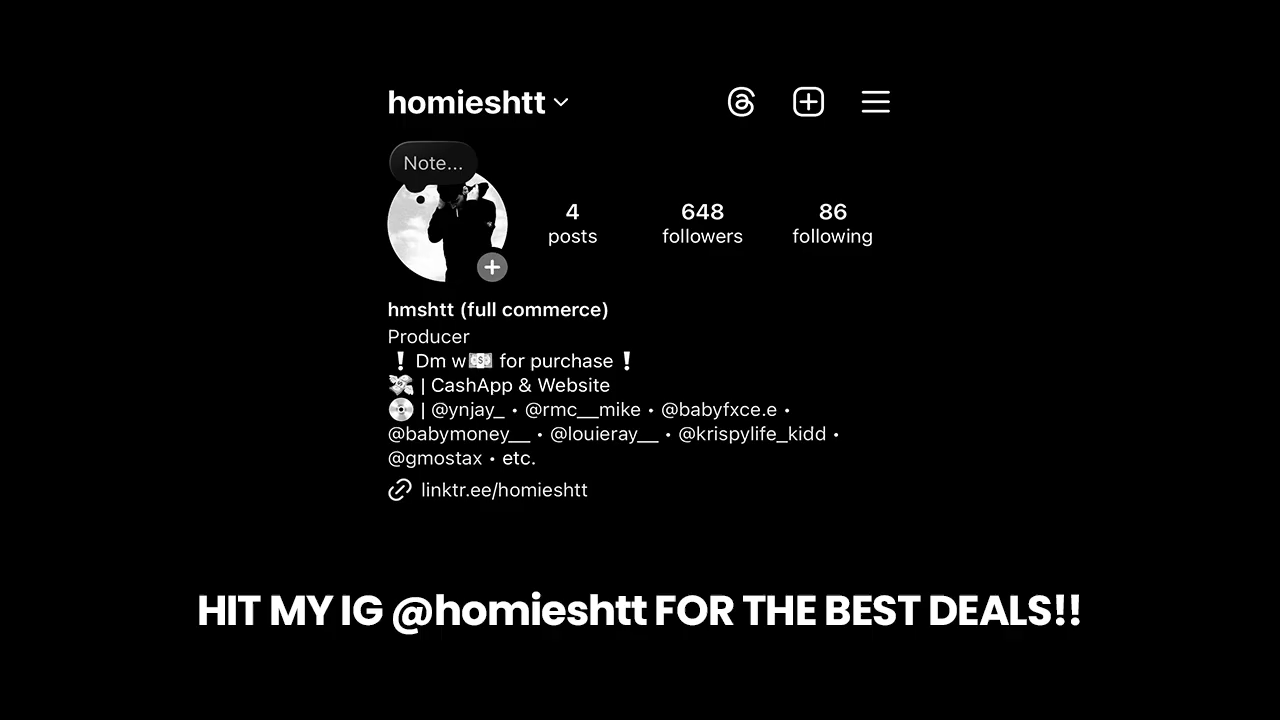 homieshtt
Note...
4 648 86
posts followers following
hmshtt (full commerce)
Producer
❕ Dm w💵 for purchase ❕
💸 | CashApp & Website
💿 | @ynjay_ • @rmc__mike • @babyfxce.e •
@babymoney__ • @louieray__ • @krispylife_kidd •
@gmostax • etc.
linktr.ee/homieshtt
HIT MY IG @homieshtt FOR THE BEST DEALS!!